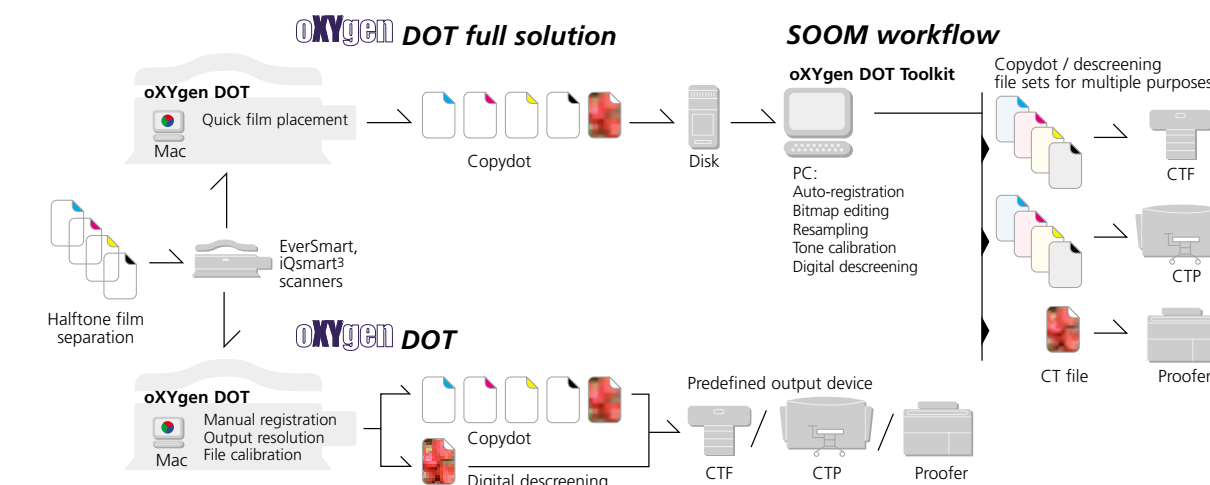 oXYgen DOT full solution
SOOM workflow
oXYgen DOT
Quick film placement
Mac
Copydot
Disk
oXYgen DOT Toolkit
PC:
Auto-registration
Bitmap editing
Resampling
Tone calibration
Digital descreening
Copydot / descreening
file sets for multiple purposes
CTF
CTP
CT file
Proofer
Halftone film
separation
EverSmart,
iQsmart3
scanners
oXYgen DOT
oXYgen DOT
Manual registration
Output resolution
File calibration
Mac
Copydot
Digital descreening
Predefined output device
CTF
CTP
Proofer